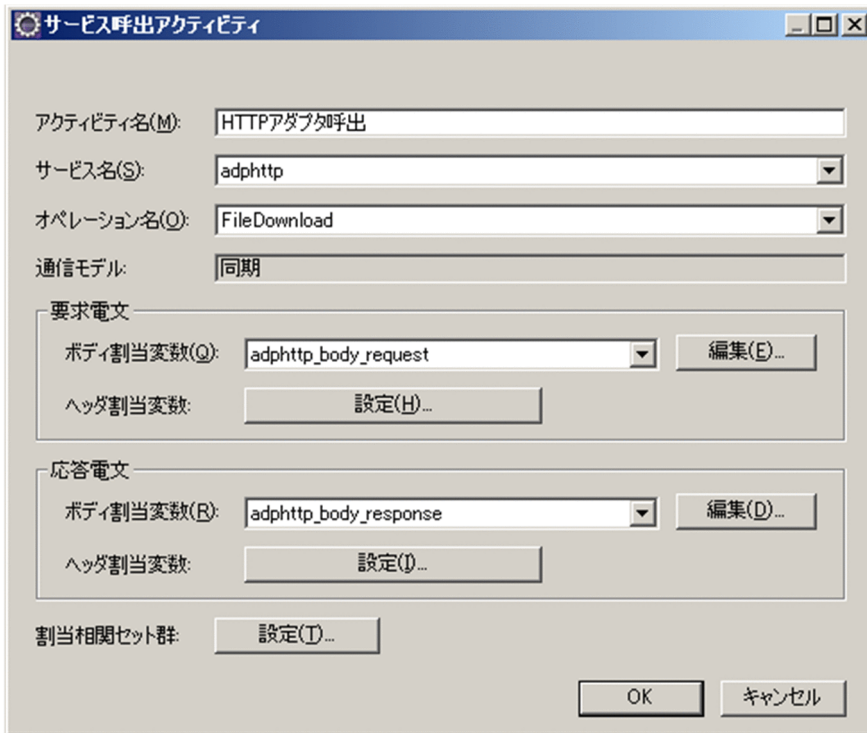 サービス呼出アクティビティ
アクティビティ名(M): HTTPアダプタ呼出
サービス名(S): adphttp
オペレーション名(O): FileDownload
通信モデル: 同期
要求電文
ボディ割当変数(Q): adphttp_body_request 編集(E)...
ヘッダ割当変数: 設定(H)...
応答電文
ボディ割当変数(R): adphttp_body_response 編集(D)...
ヘッダ割当変数: 設定(I)...
割当相関セット群: 設定(T)...
OK キャンセル